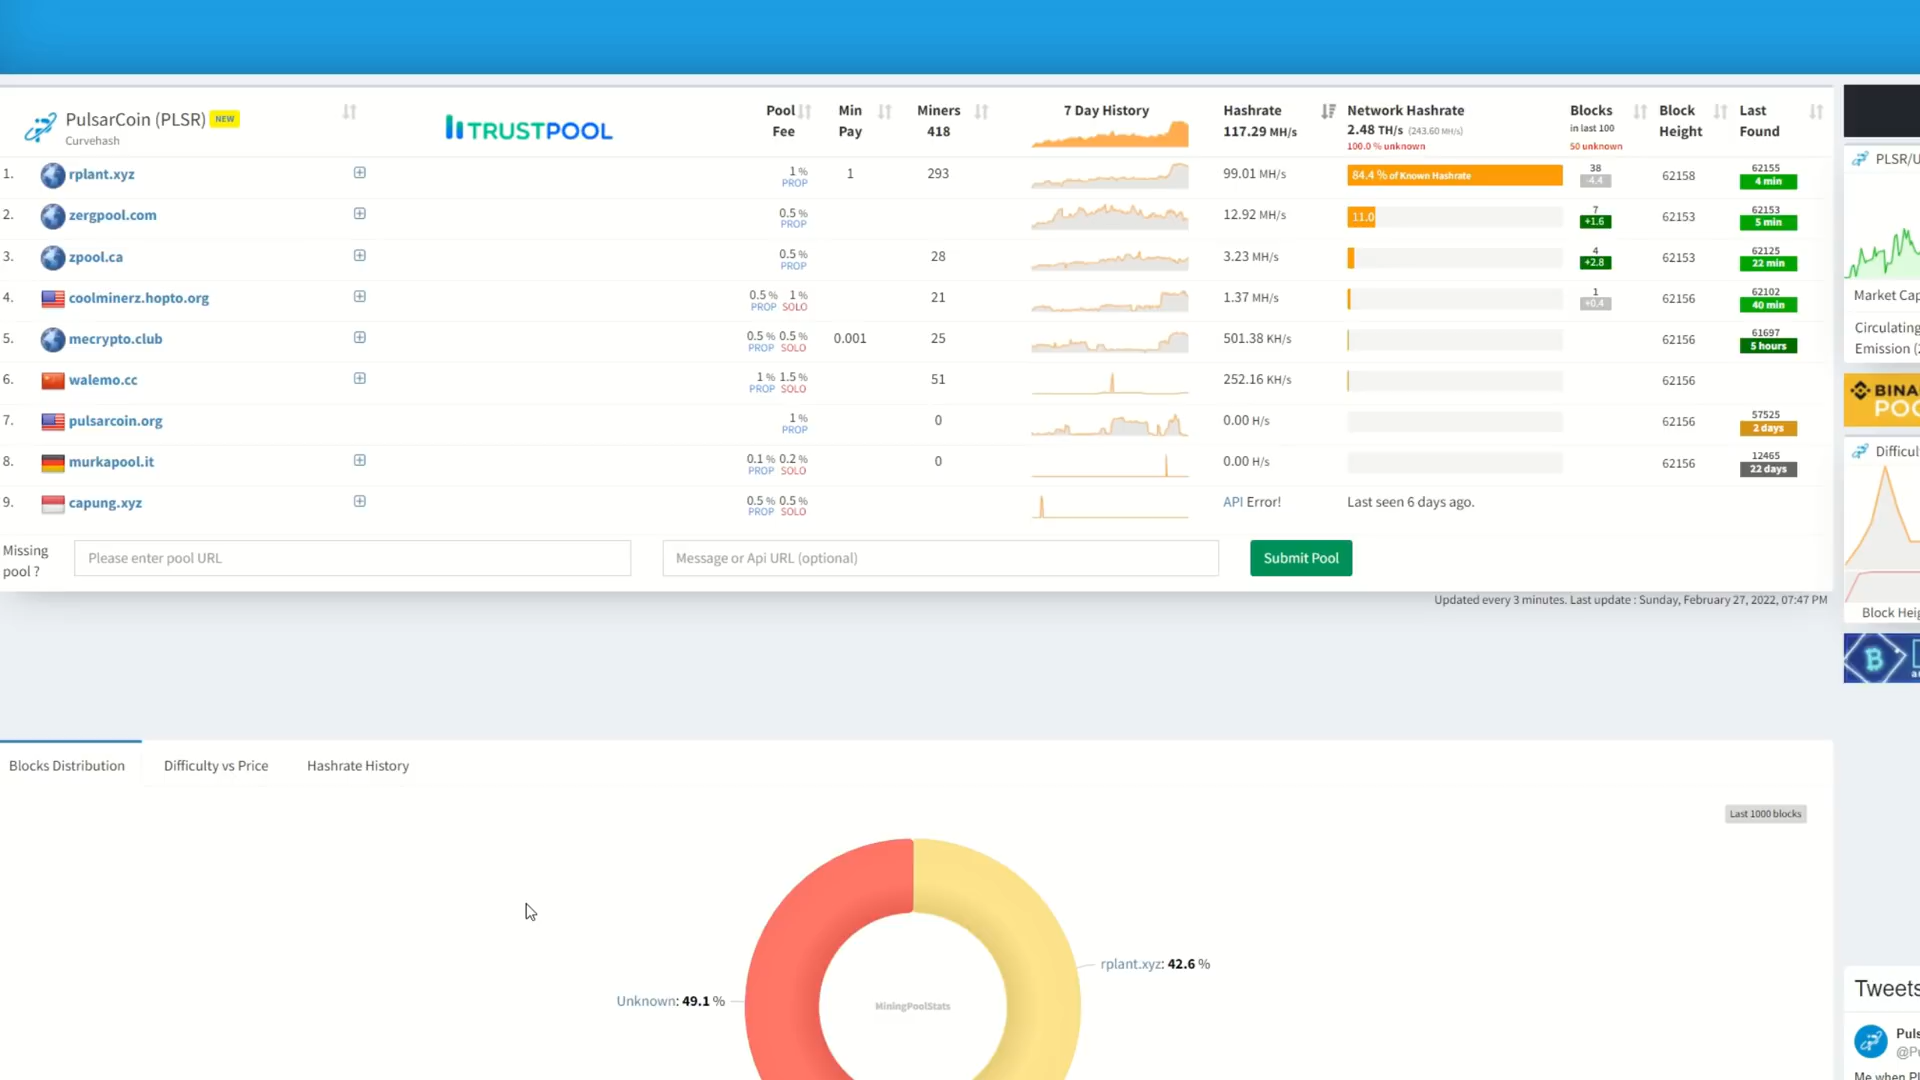 PulsarCoin (PLSR) NEW
Curvehash
TRUSTPOOL
Pool Fee
Min Pay
Miners
418
7 Day History
Hashrate
117.29 MH/s
Network Hashrate
2.48 TH/s (243.60 MH/s)
100.0 % unknown
Blocks
in last 100
50 unknown
Block Height
Last Found
1. rplant.xyz 1 % PROP 1 293 99.01 MH/s 84.4 % of Known Hashrate 38 -4.4 62158 62155 4 min
2. zergpool.com 0.5 % PROP 12.92 MH/s 11.0 7 +1.6 62153 62153 5 min
3. zpool.ca 0.5 % PROP 28 3.23 MH/s 4 +2.8 62153 62125 22 min
4. coolminerz.hopto.org 0.5 % PROP 1 % SOLO 21 1.37 MH/s 1 +0.4 62156 62102 40 min
5. mecrypto.club 0.5 % PROP 0.5 % SOLO 0.001 25 501.38 KH/s 62156 61697 5 hours
6. walemo.cc 1 % PROP 1.5 % SOLO 51 252.16 KH/s 62156
7. pulsarcoin.org 1 % PROP 0 0.00 H/s 62156 57525 2 days
8. murkapool.it 0.1 % PROP 0.2 % SOLO 0 0.00 H/s 62156 12465 22 days
9. capung.xyz 0.5 % PROP 0.5 % SOLO API Error! Last seen 6 days ago.
Missing pool ?
Please enter pool URL
Message or Api URL (optional)
Submit Pool
Updated every 3 minutes. Last update : Sunday, February 27, 2022, 07:47 PM
PLSR/U
Market Cap
Circulating
Emission (2
BINAN
POO
Difficul
Block Heig
Blocks Distribution
Difficulty vs Price
Hashrate History
Last 1000 blocks
rplant.xyz: 42.6 %
Unknown: 49.1 %
MiningPoolStats
Tweets
Puls
@Pu
Me when Pl